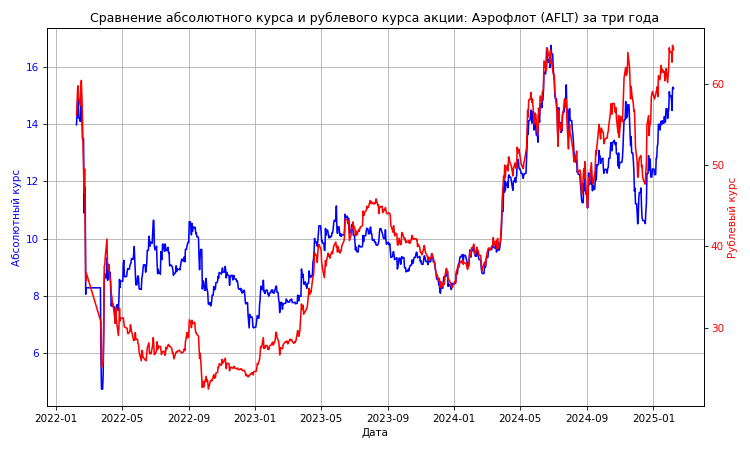 Сравнение абсолютного курса и рублевого курса акции: Аэрофлот (AFLT) за три года
Абсолютный курс
16
14
12
10
8
6
60
50
40
30
Рублевый курс
2022-01 2022-05 2022-09 2023-01 2023-05 2023-09 2024-01 2024-05 2024-09 2025-01
Дата